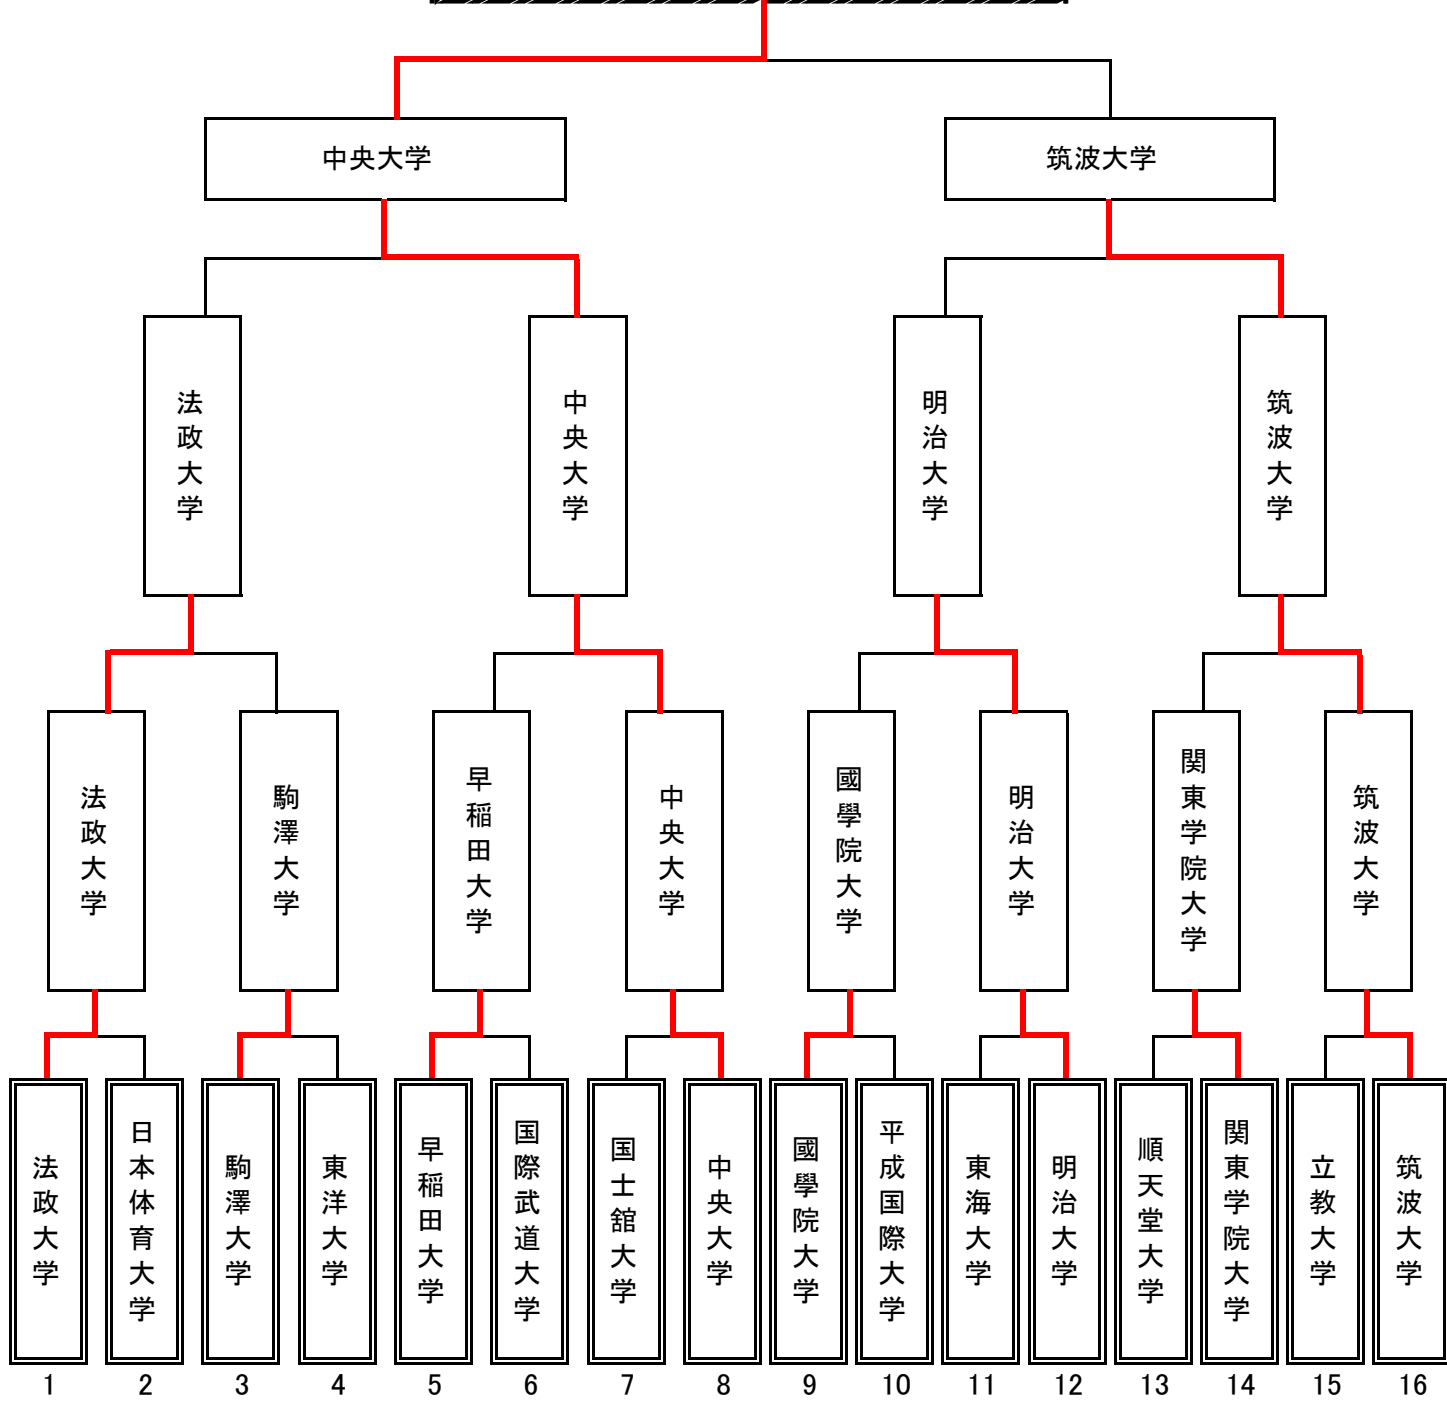 中央大学
筑波大学
法政大学
中央大学
明治大学
筑波大学
法政大学
駒澤大学
早稲田大学
中央大学
國學院大学
明治大学
関東学院大学
筑波大学
法政大学
日本体育大学
駒澤大学
東洋大学
早稲田大学
国際武道大学
国士舘大学
中央大学
國學院大学
平成国際大学
東海大学
明治大学
順天堂大学
関東学院大学
立教大学
筑波大学
1 2 3 4 5 6 7 8 9 10 11 12 13 14 15 16